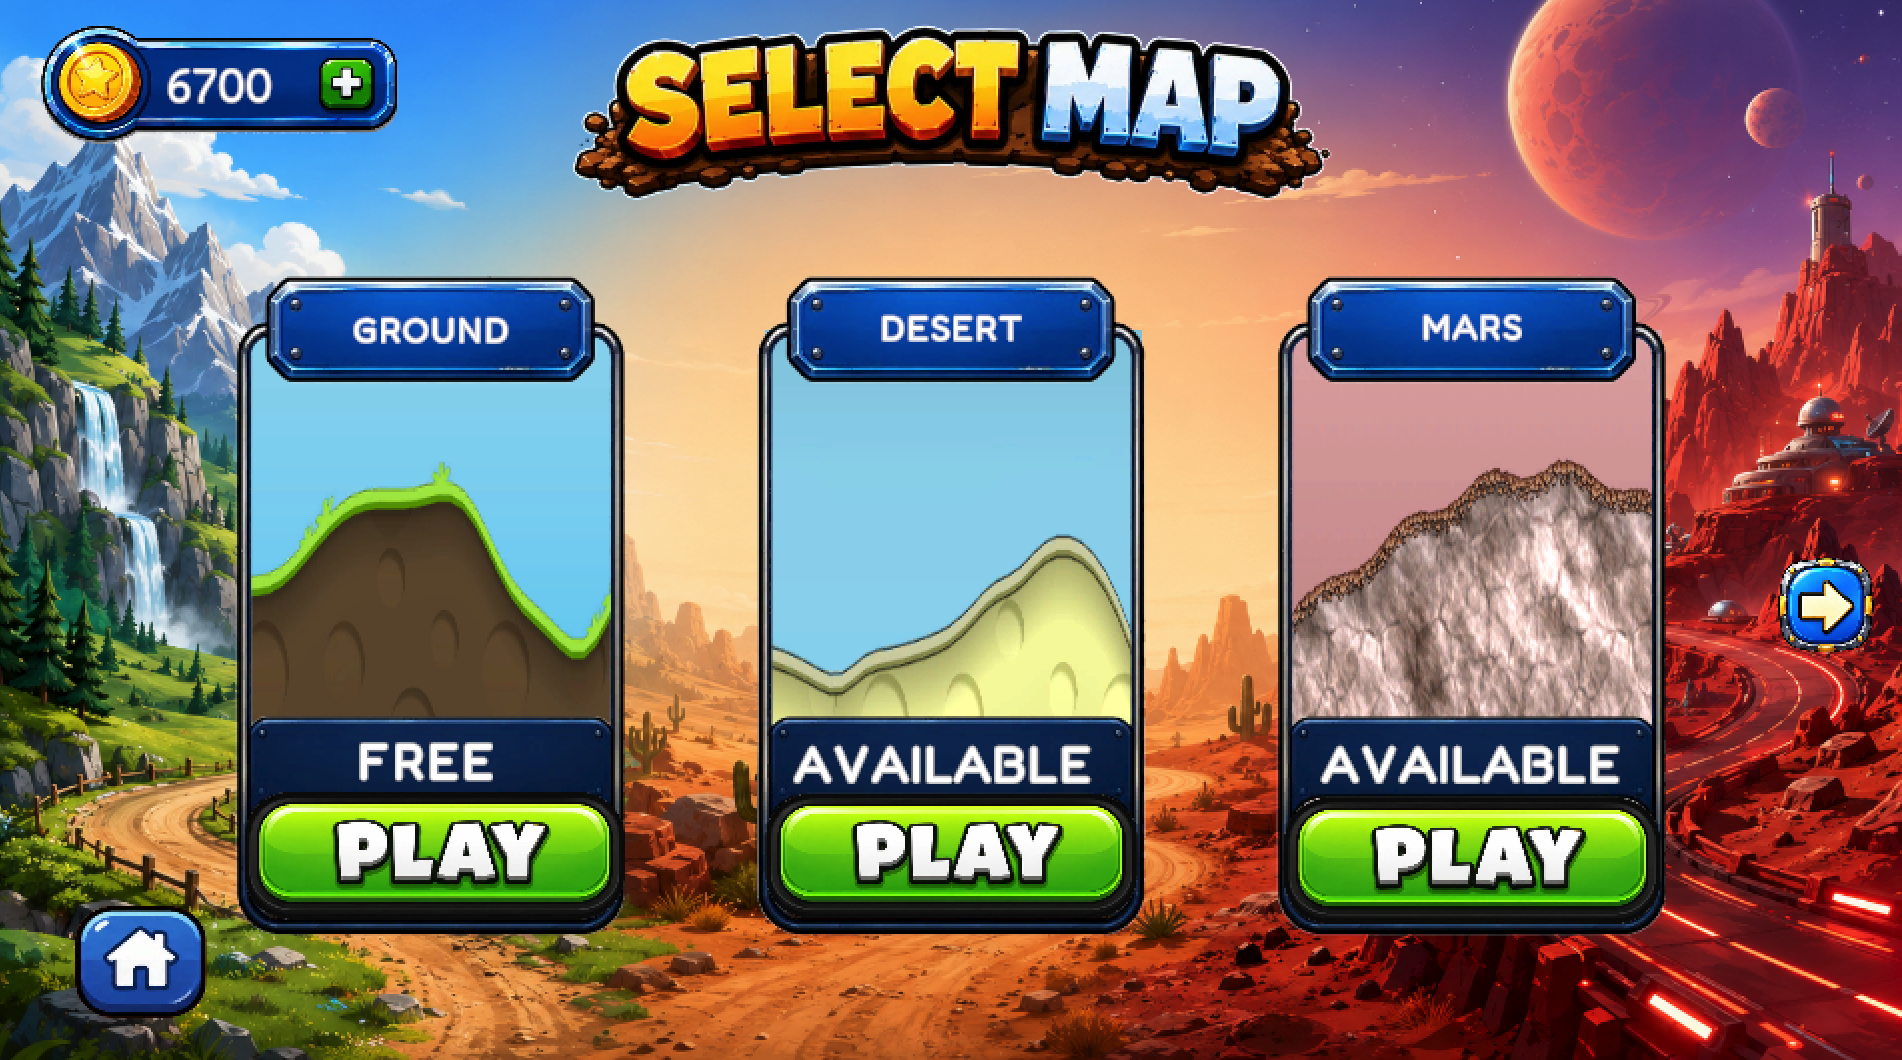 6700
SELECT MAP
GROUND
DESERT
MARS
FREE
AVAILABLE
AVAILABLE
PLAY
PLAY
PLAY